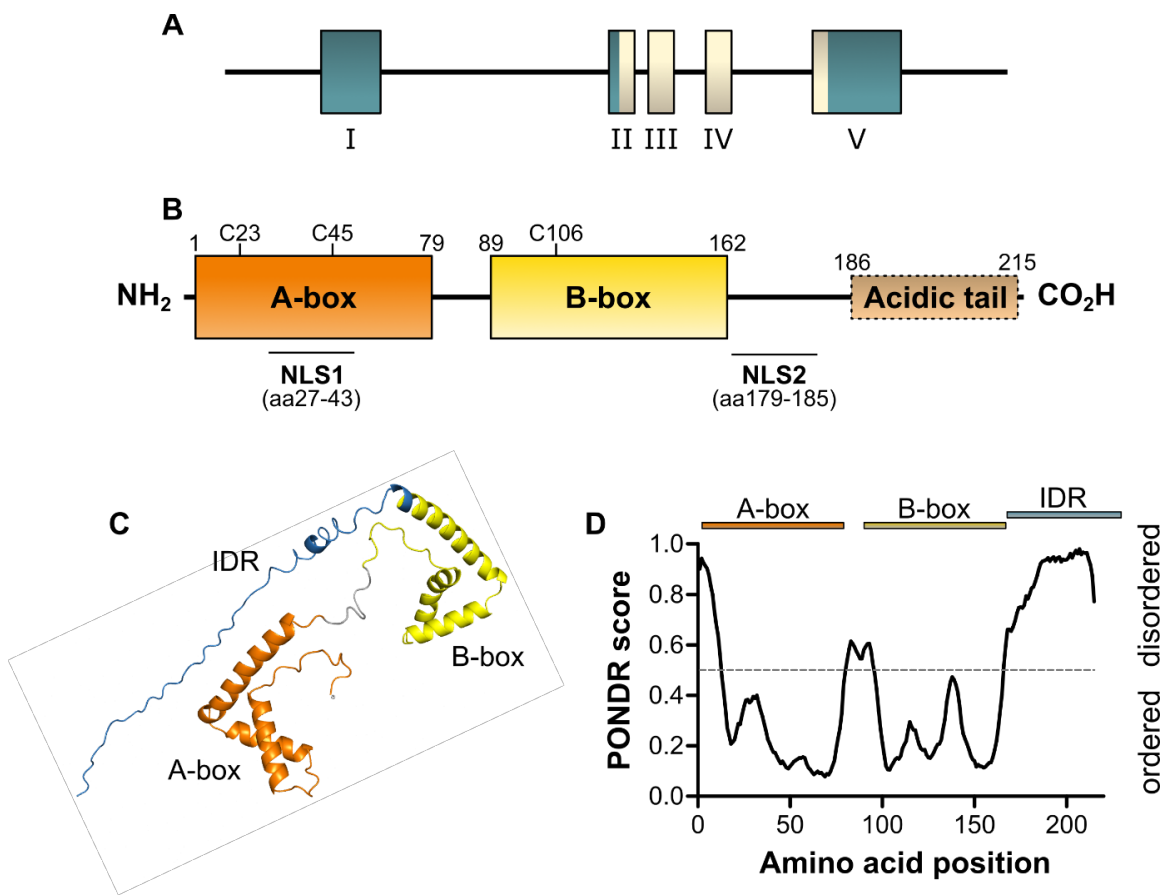 A
I II III IV V
B
1 C23 C45 79 89 C106 162 186 215
NH2 A-box B-box Acidic tail CO2H
NLS1 NLS2
(aa27-43) (aa179-185)
C
IDR
B-box
A-box
D
A-box B-box IDR
PONDR score
1.0
0.8
0.6
0.4
0.2
0.0
0 50 100 150 200
Amino acid position
ordered disordered